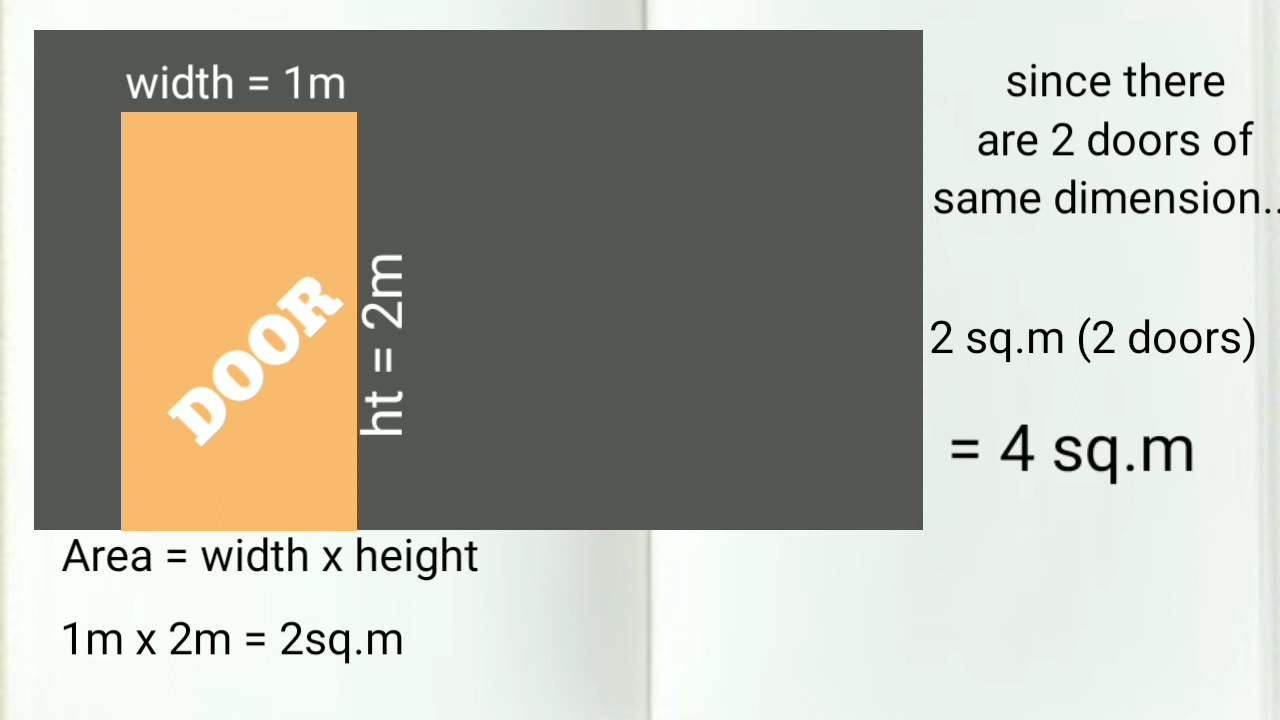 width = 1m
DOOR
ht = 2m
Area = width x height
1m x 2m = 2sq.m
since there
are 2 doors of
same dimension..
2 sq.m (2 doors)
= 4 sq.m